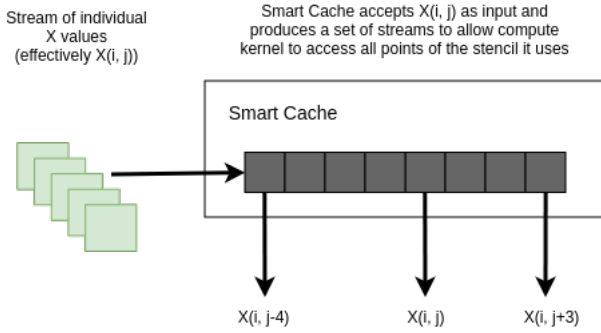 Stream of individual
X values
(effectively X(i, j))
Smart Cache accepts X(i, j) as input and
produces a set of streams to allow compute
kernel to access all points of the stencil it uses
Smart Cache
X(i, j-4)
X(i, j)
X(i, j+3)